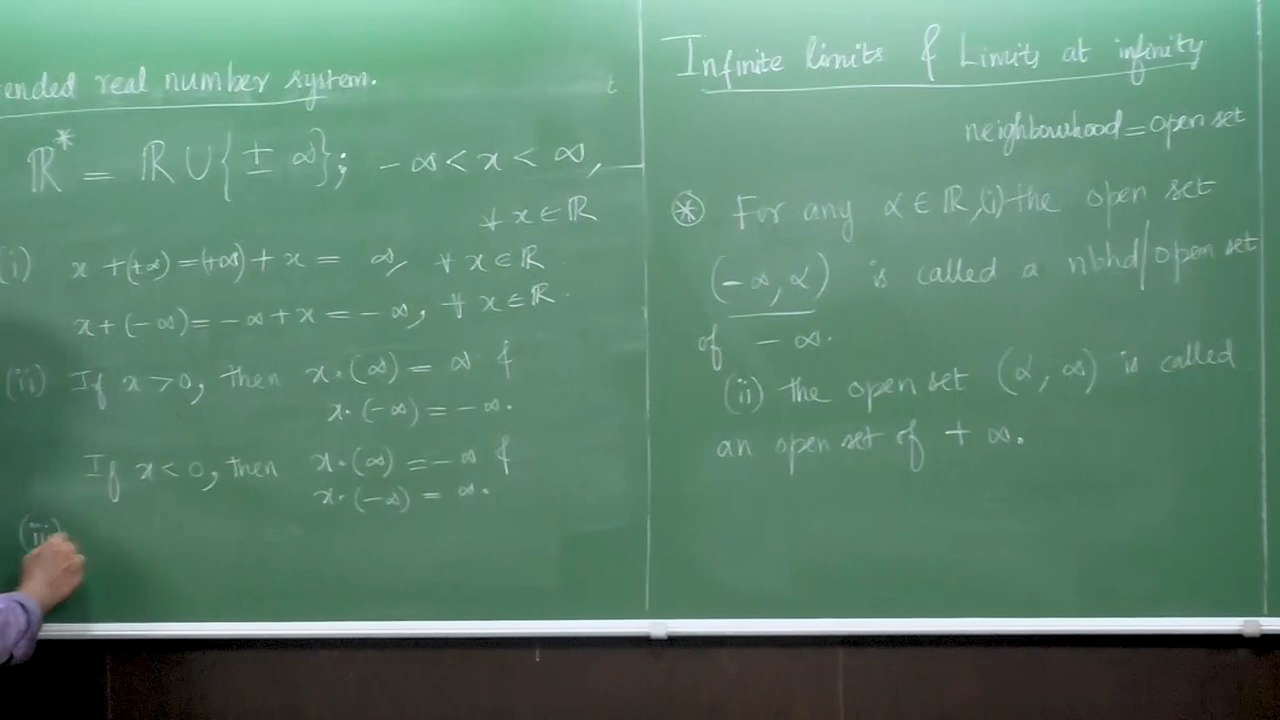 ended real number system.
ℝ* = ℝ ∪ {± ∞}; -∞ < x < ∞,
∀ x ∈ ℝ
(i) x + (+∞) = (+∞) + x = ∞, ∀ x ∈ ℝ
x + (-∞) = -∞ + x = -∞, ∀ x ∈ ℝ.
(ii) If x > 0, then x·(∞) = ∞ &
x·(-∞) = -∞.
If x < 0, then x·(∞) = -∞ &
x·(-∞) = ∞.
(iii)
Infinite limits & Limits at infinity
neighbourhood = open set
⊛ For any α ∈ ℝ, (i) the open set
(-∞, α) is called a nbhd/open set
of -∞.
(ii) the open set (α, ∞) is called
an open set of +∞.